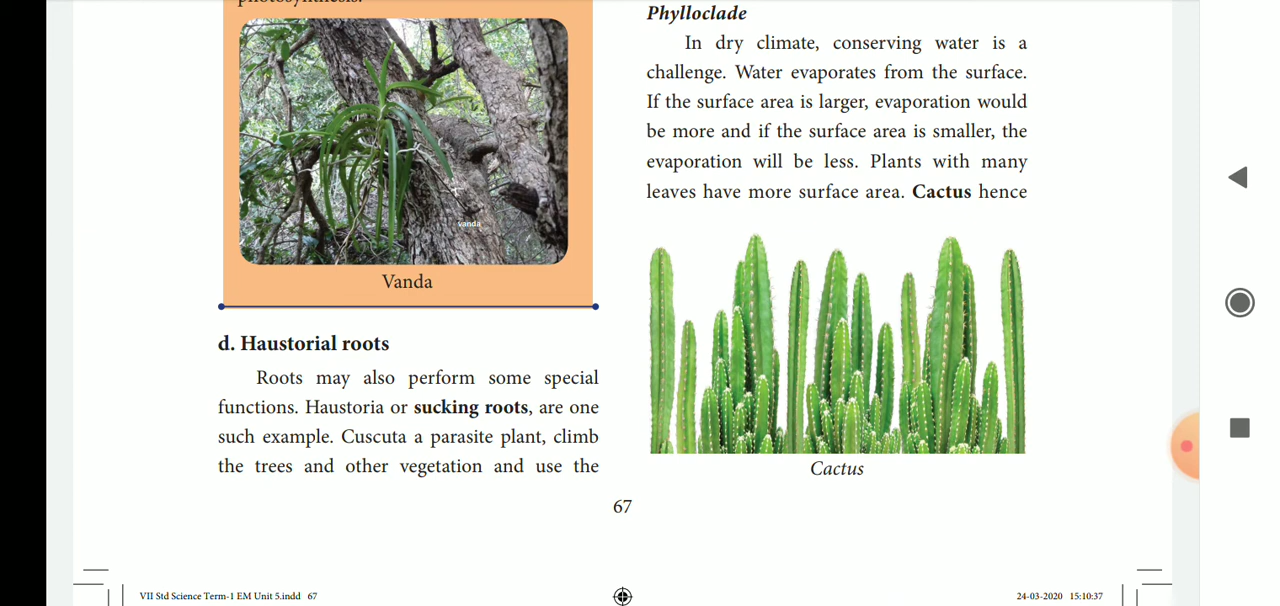 photosynthesis.
vanda
Vanda
d. Haustorial roots
Roots may also perform some special
functions. Haustoria or sucking roots, are one
such example. Cuscuta a parasite plant, climb
the trees and other vegetation and use the
Phylloclade
In dry climate, conserving water is a
challenge. Water evaporates from the surface.
If the surface area is larger, evaporation would
be more and if the surface area is smaller, the
evaporation will be less. Plants with many
leaves have more surface area. Cactus hence
Cactus
67
VII Std Science Term-1 EM Unit 5.indd 67
24-03-2020 15:10:37